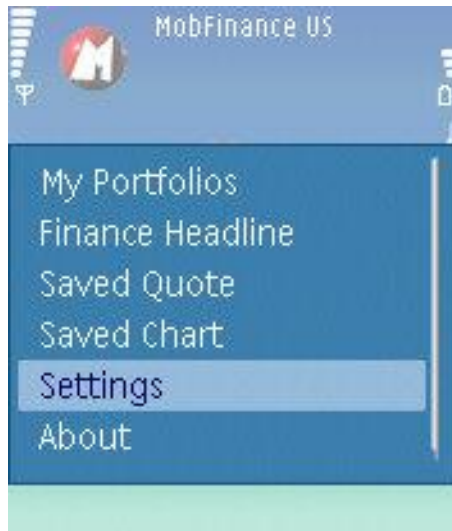 MobFinance US
M
My Portfolios
Finance Headline
Saved Quote
Saved Chart
Settings
About